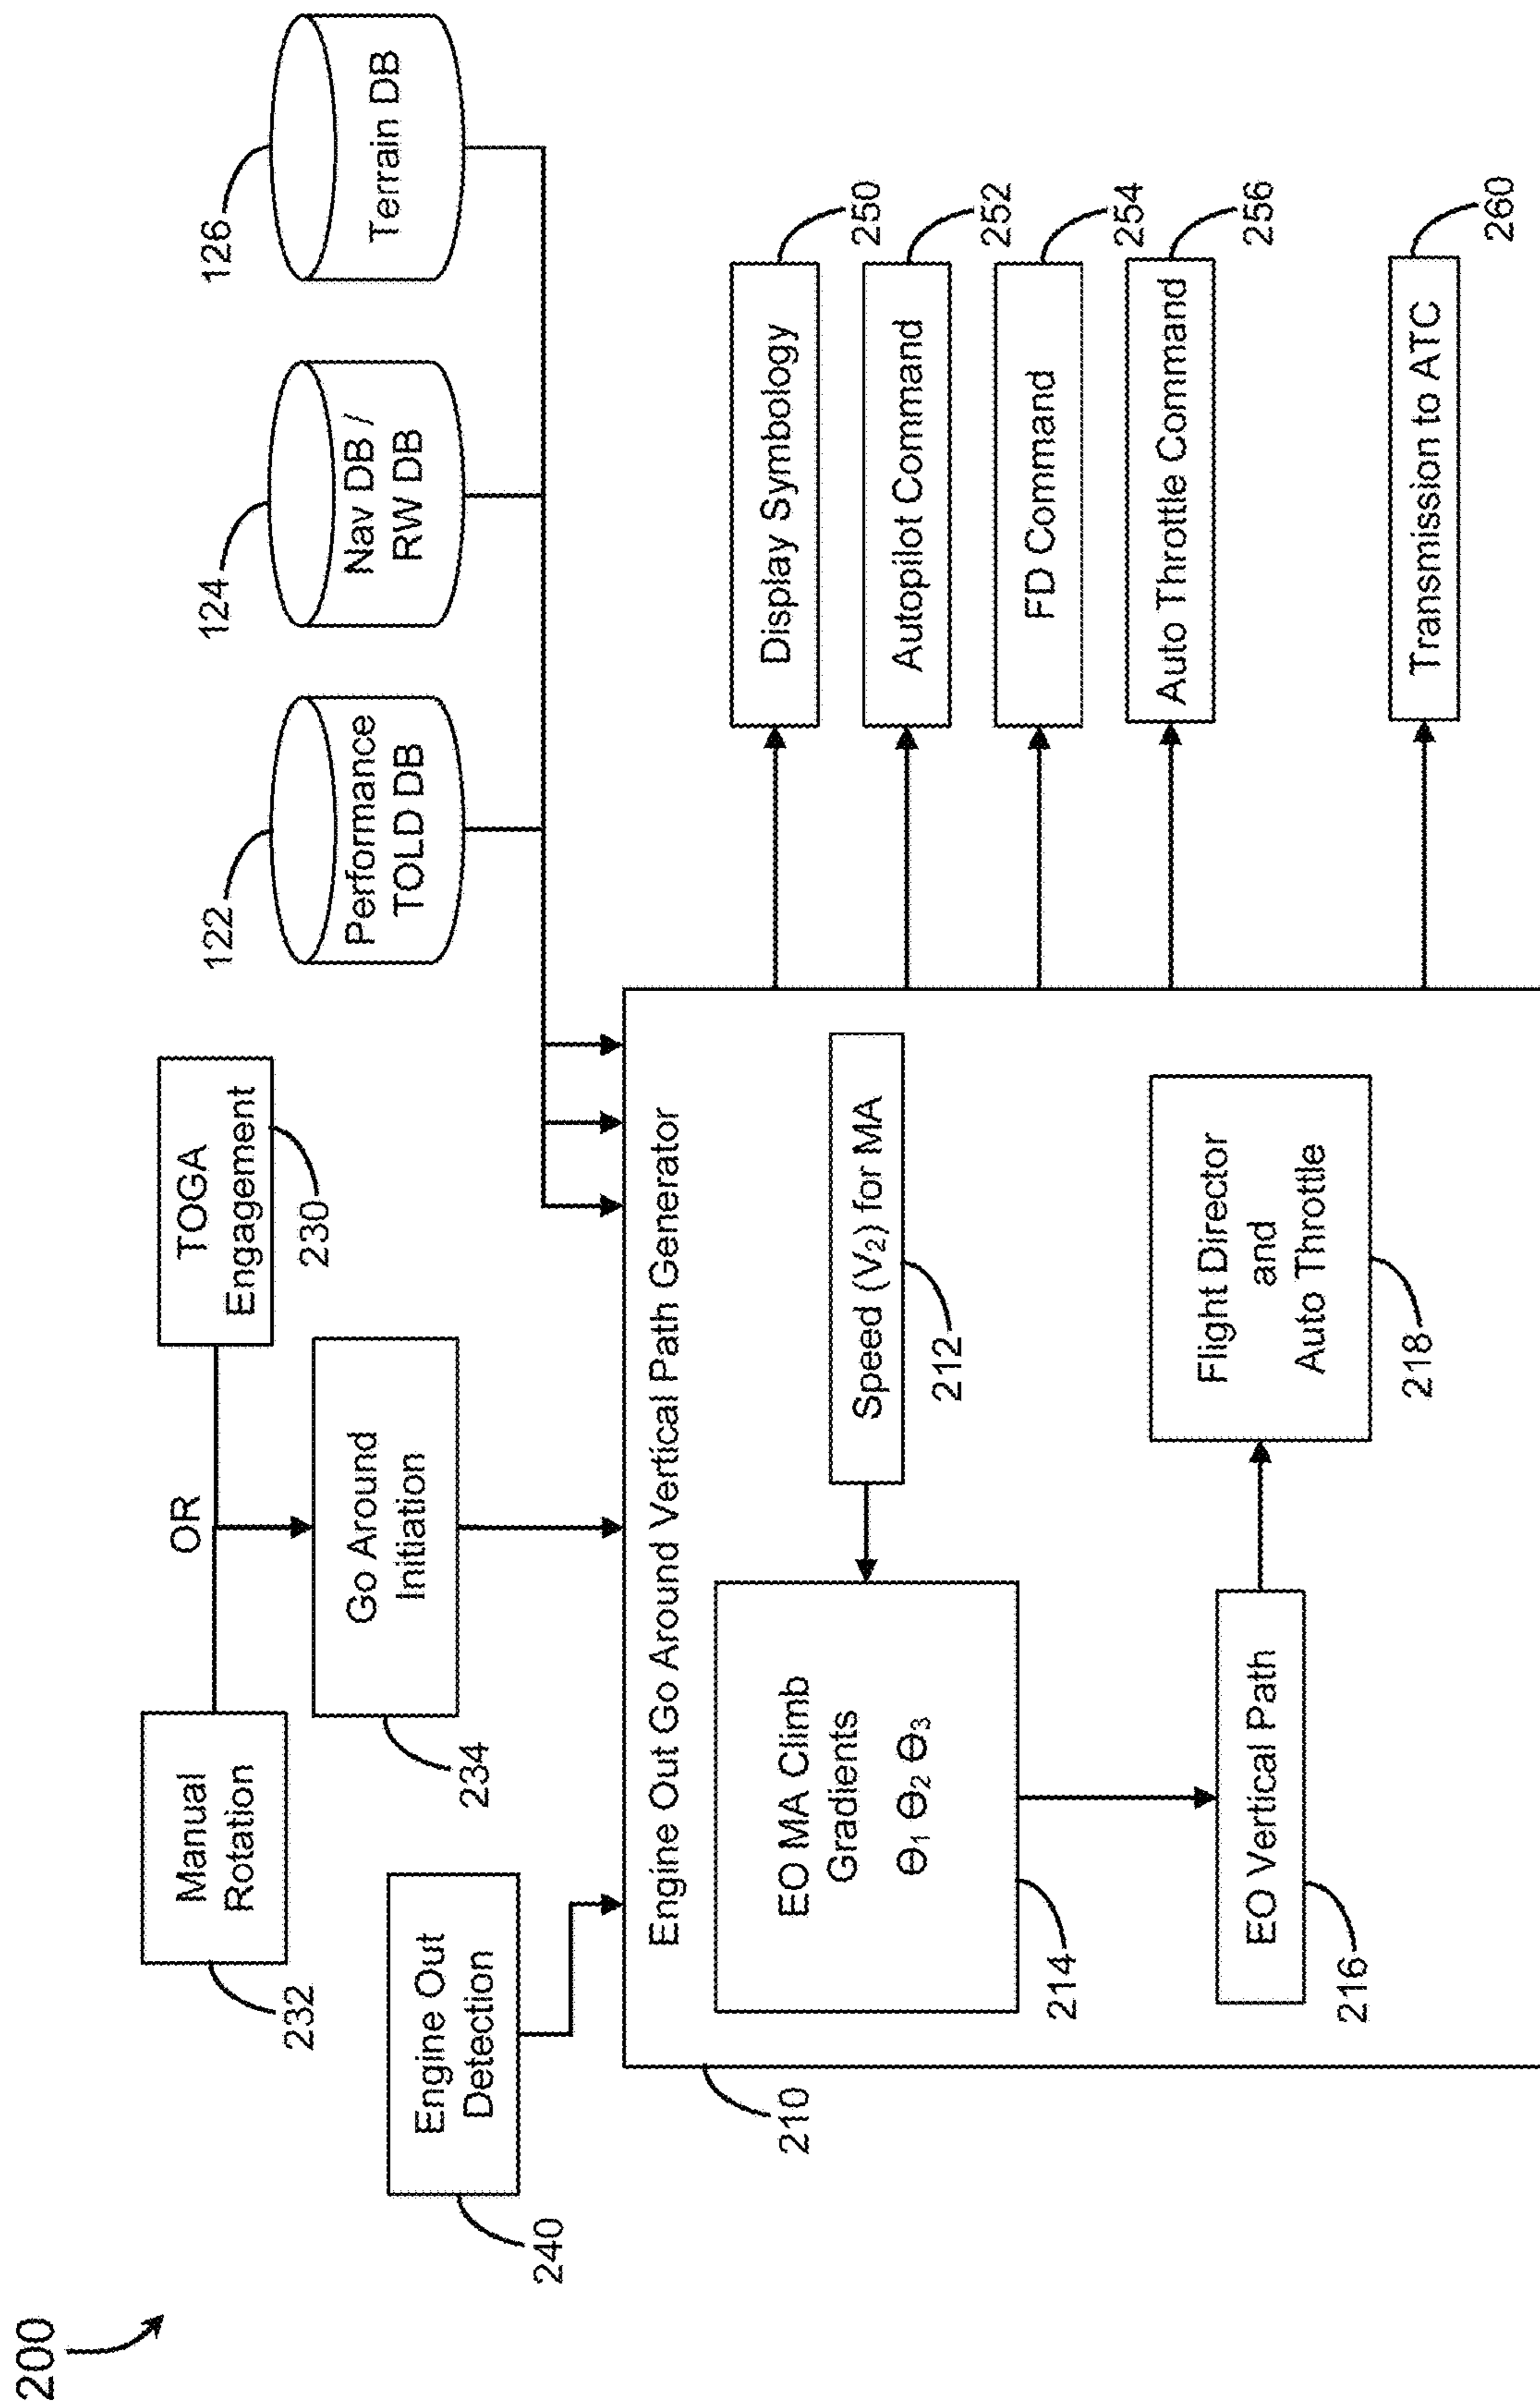 200
Manual
Rotation
232
OR
TOGA
Engagement
230
Go Around
Initiation
234
Engine Out
Detection
240
122
Performance
TOLD DB
124
Nav DB /
RW DB
126
Terrain DB
210
Engine Out Go Around Vertical Path Generator
EO MA Climb
Gradients
Θ1 Θ2 Θ3
214
Speed (V2) for MA
212
EO Vertical Path
216
Flight Director
and
Auto Throttle
218
Display Symbology
250
Autopilot Command
252
FD Command
254
Auto Throttle Command
256
Transmission to ATC
260